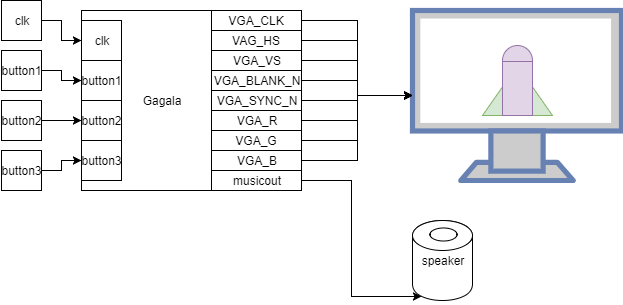 clk
button1
button2
button3
clk
button1
button2
button3
Gagala
VGA_CLK
VAG_HS
VGA_VS
VGA_BLANK_N
VGA_SYNC_N
VGA_R
VGA_G
VGA_B
musicout
speaker